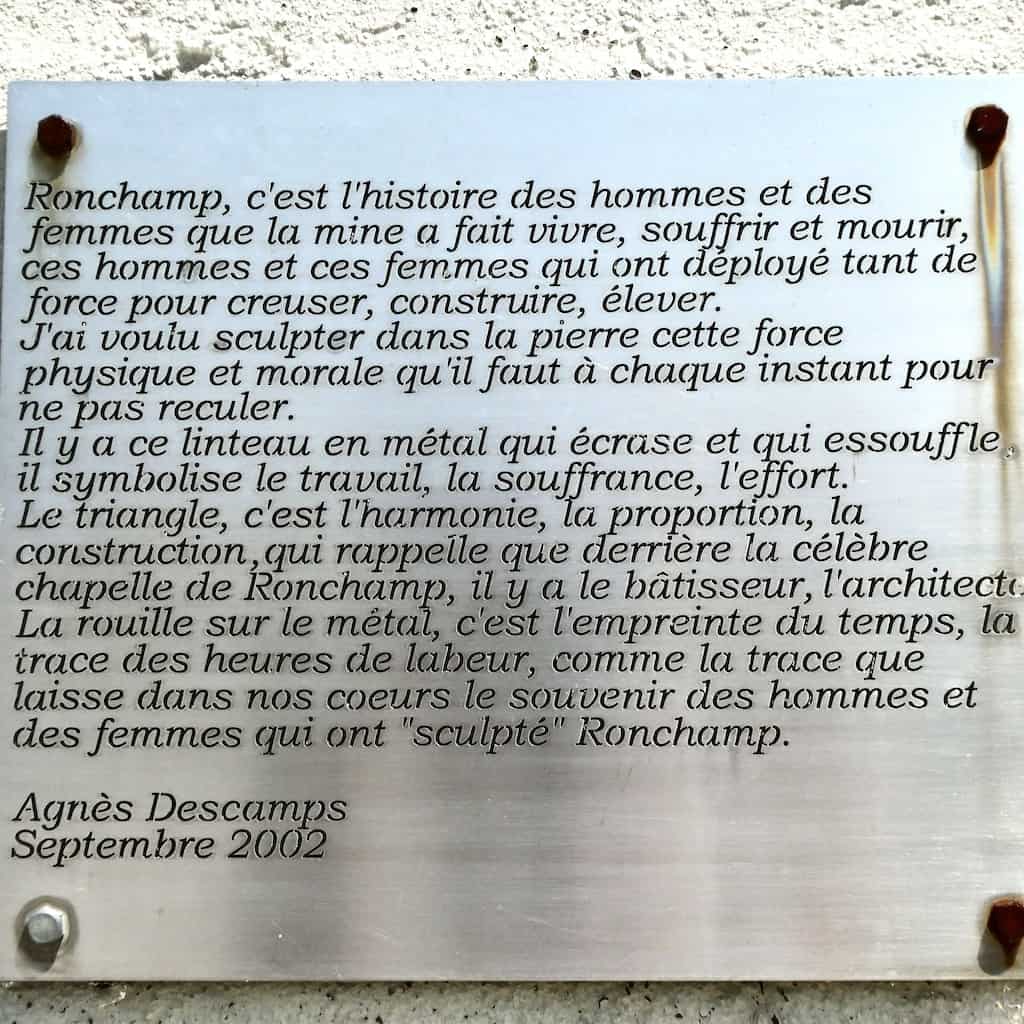 Ronchamp, c'est l'histoire des hommes et des
femmes que la mine a fait vivre, souffrir et mourir,
ces hommes et ces femmes qui ont déployé tant de
force pour creuser, construire, élever.
J'ai voulu sculpter dans la pierre cette force
physique et morale qu'il faut à chaque instant pour
ne pas reculer.
Il y a ce linteau en métal qui écrase et qui essouffle,
il symbolise le travail, la souffrance, l'effort.
Le triangle, c'est l'harmonie, la proportion, la
construction,qui rappelle que derrière la célèbre
chapelle de Ronchamp, il y a le bâtisseur, l'architecte.
La rouille sur le métal, c'est l'empreinte du temps, la
trace des heures de labeur, comme la trace que
laisse dans nos coeurs le souvenir des hommes et
des femmes qui ont "sculpté" Ronchamp.
Agnès Descamps
Septembre 2002